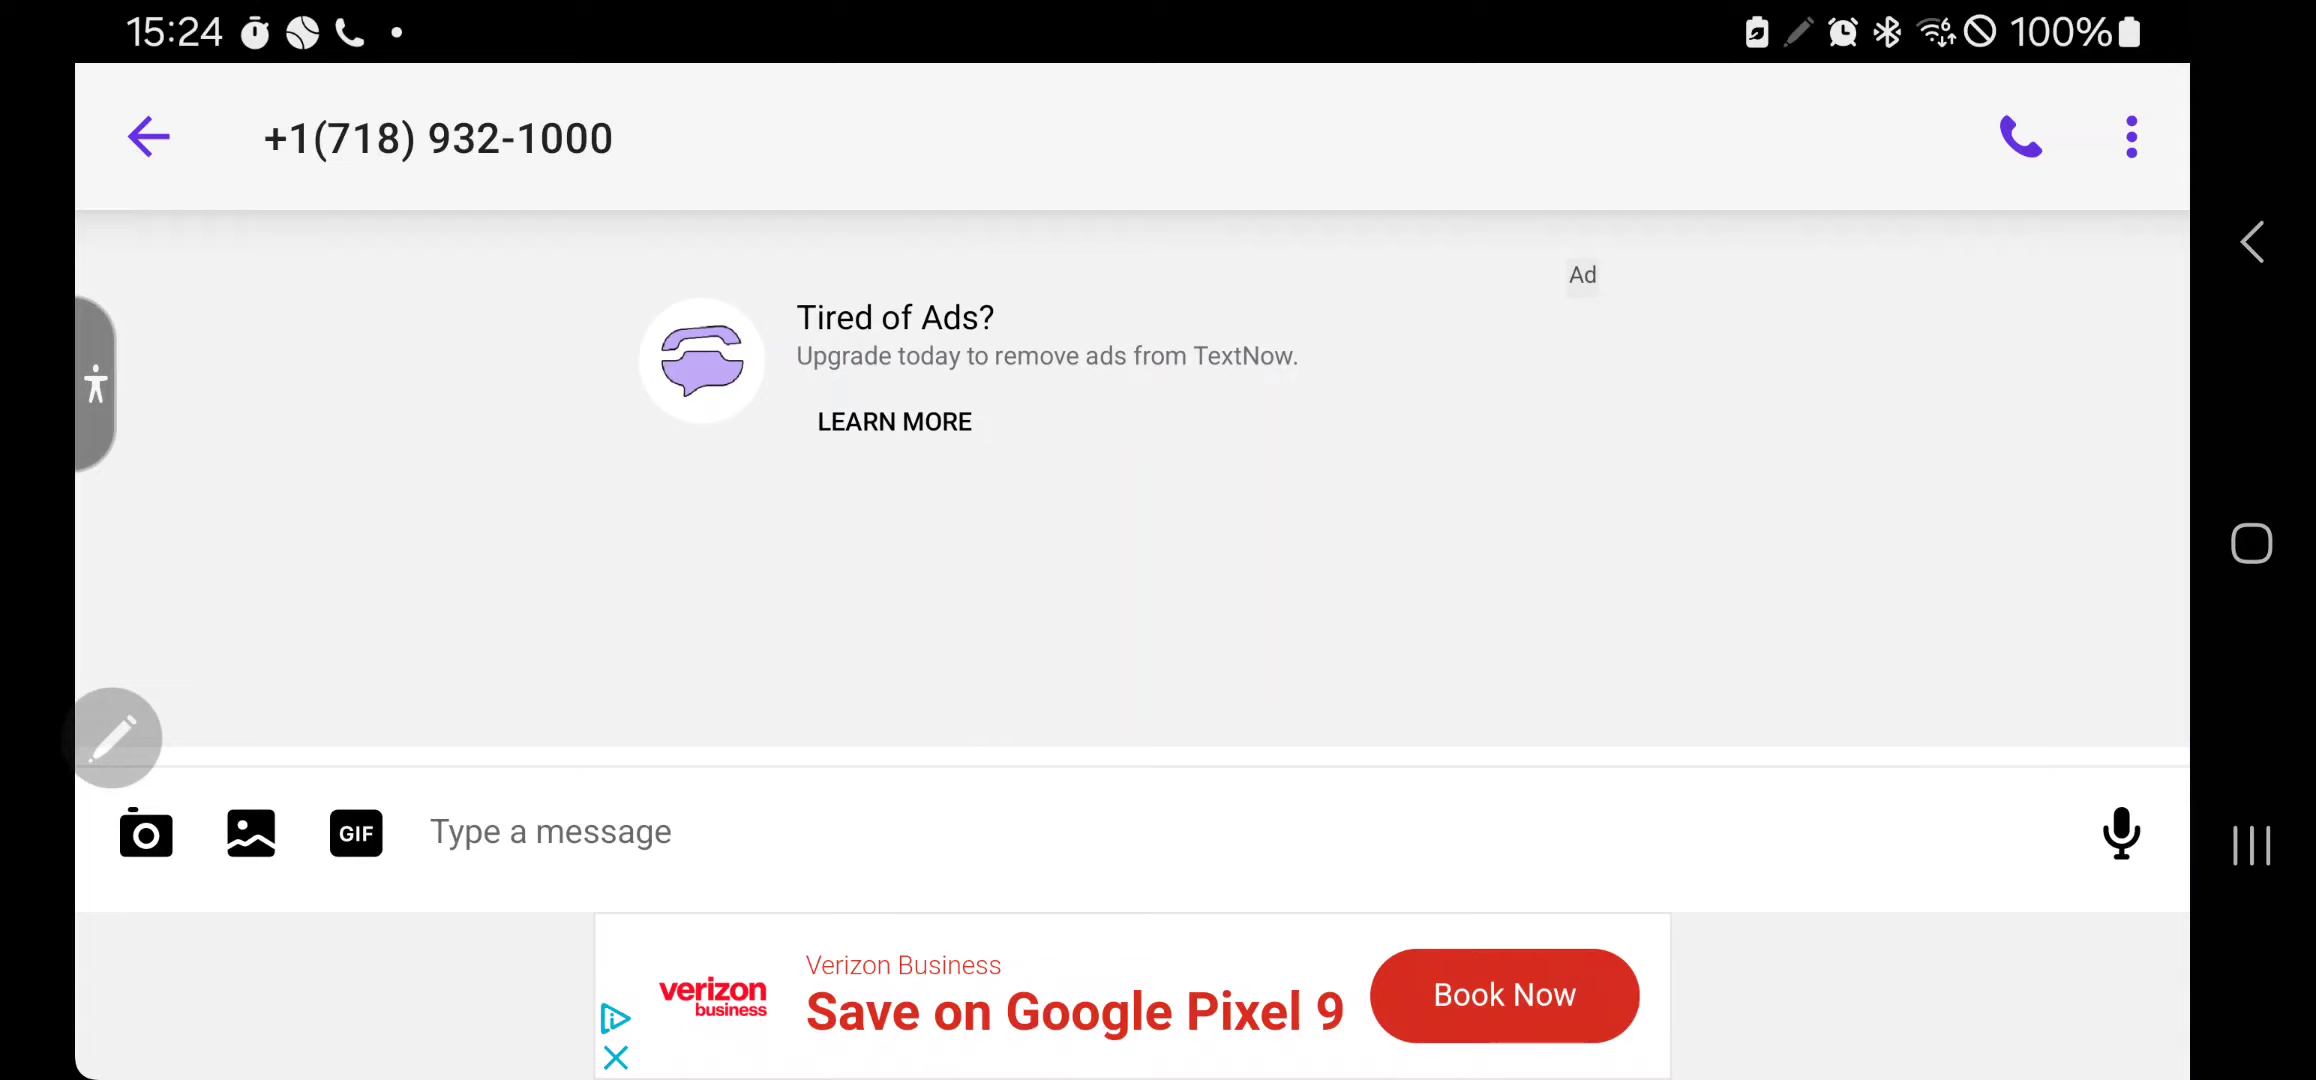 15:24
6
100%
+1(718) 932-1000
Ad
Tired of Ads?
Upgrade today to remove ads from TextNow.
LEARN MORE
GIF
Type a message
Verizon Business
verizon
business
Save on Google Pixel 9
Book Now